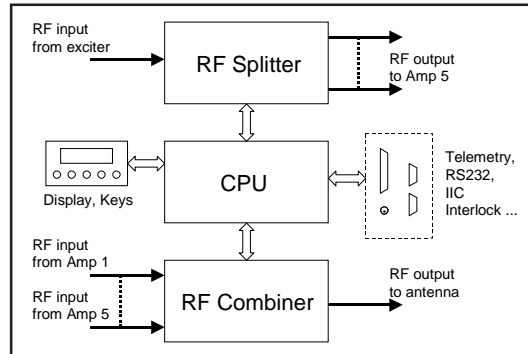 RF input
from exciter
RF Splitter
RF output
to Amp 5
Display, Keys
CPU
Telemetry,
RS232,
IIC
Interlock ...
RF input
from Amp 1
RF input
from Amp 5
RF Combiner
RF output
to antenna